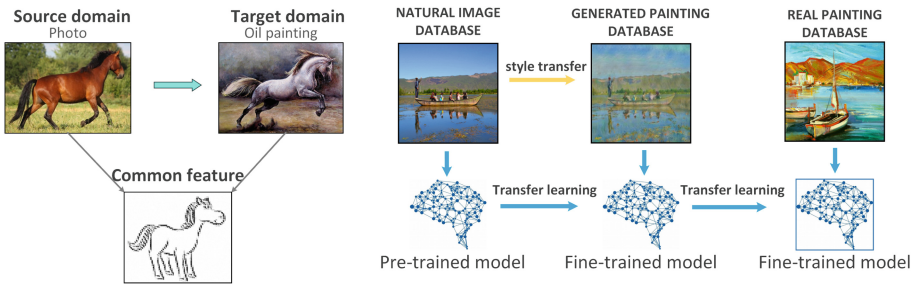 Source domain
Photo
Target domain
Oil painting
Common feature
NATURAL IMAGE
DATABASE
style transfer
GENERATED PAINTING
DATABASE
REAL PAINTING
DATABASE
Transfer learning
Transfer learning
Pre-trained model
Fine-trained model
Fine-trained model